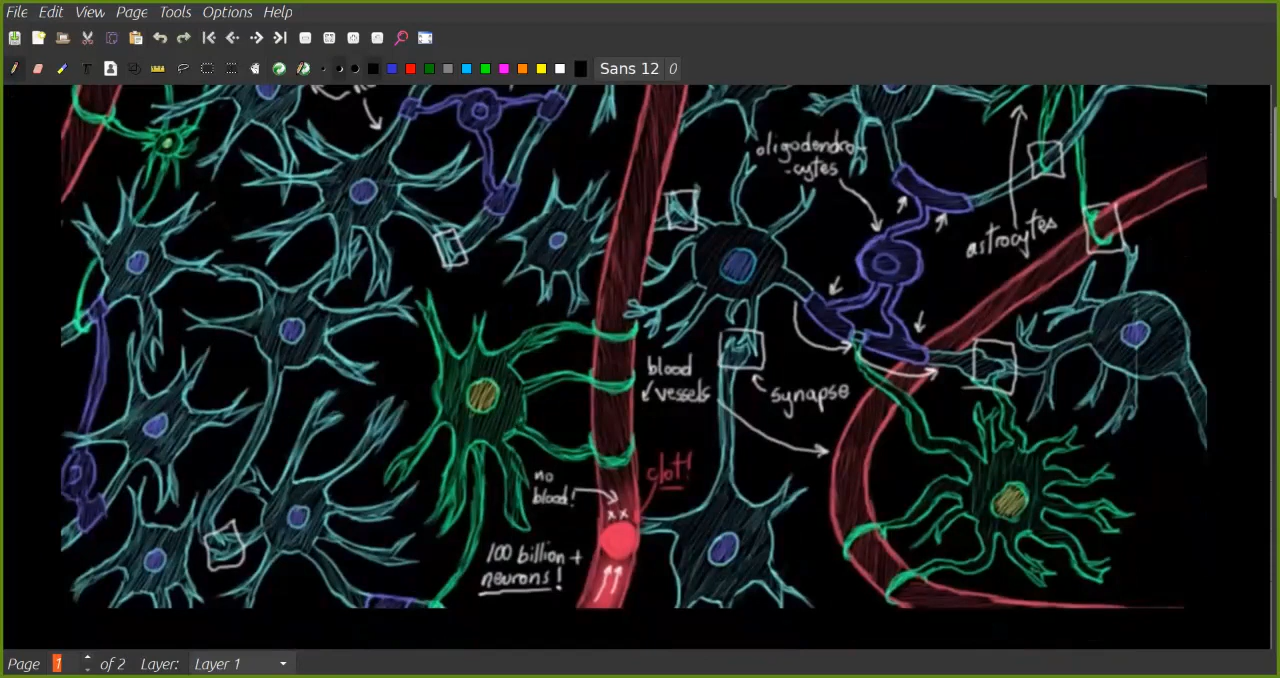 File Edit View Page Tools Options Help
Sans 12 0
oligodendro-
-cytes
astrocytes
blood
vessels
synapse
no
blood!
clot!
x x
100 billion +
neurons!
Page 1 of 2 Layer: Layer 1